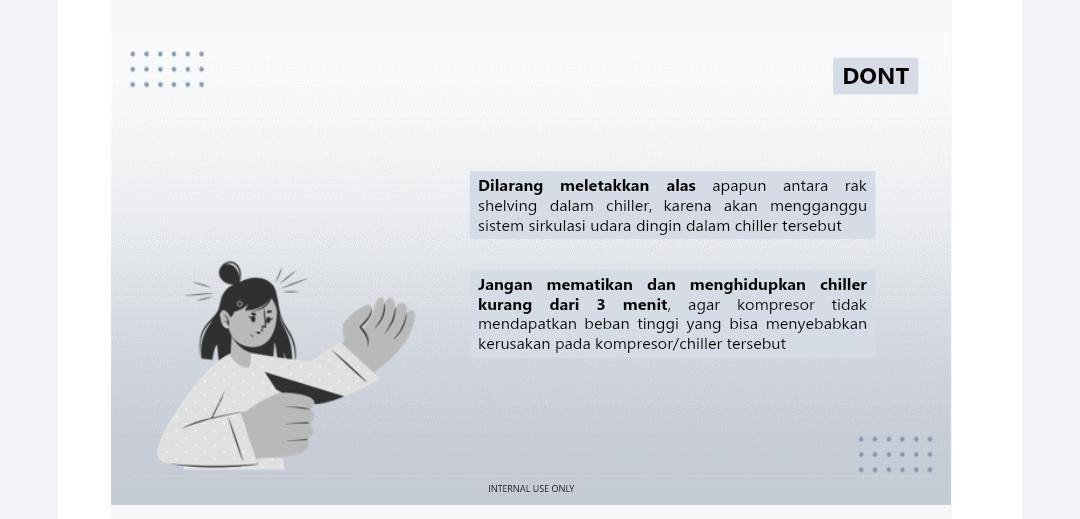 DONT
Dilarang meletakkan alas apapun antara rak
shelving dalam chiller, karena akan mengganggu
sistem sirkulasi udara dingin dalam chiller tersebut
Jangan mematikan dan menghidupkan chiller
kurang dari 3 menit, agar kompresor tidak
mendapatkan beban tinggi yang bisa menyebabkan
kerusakan pada kompresor/chiller tersebut
INTERNAL USE ONLY